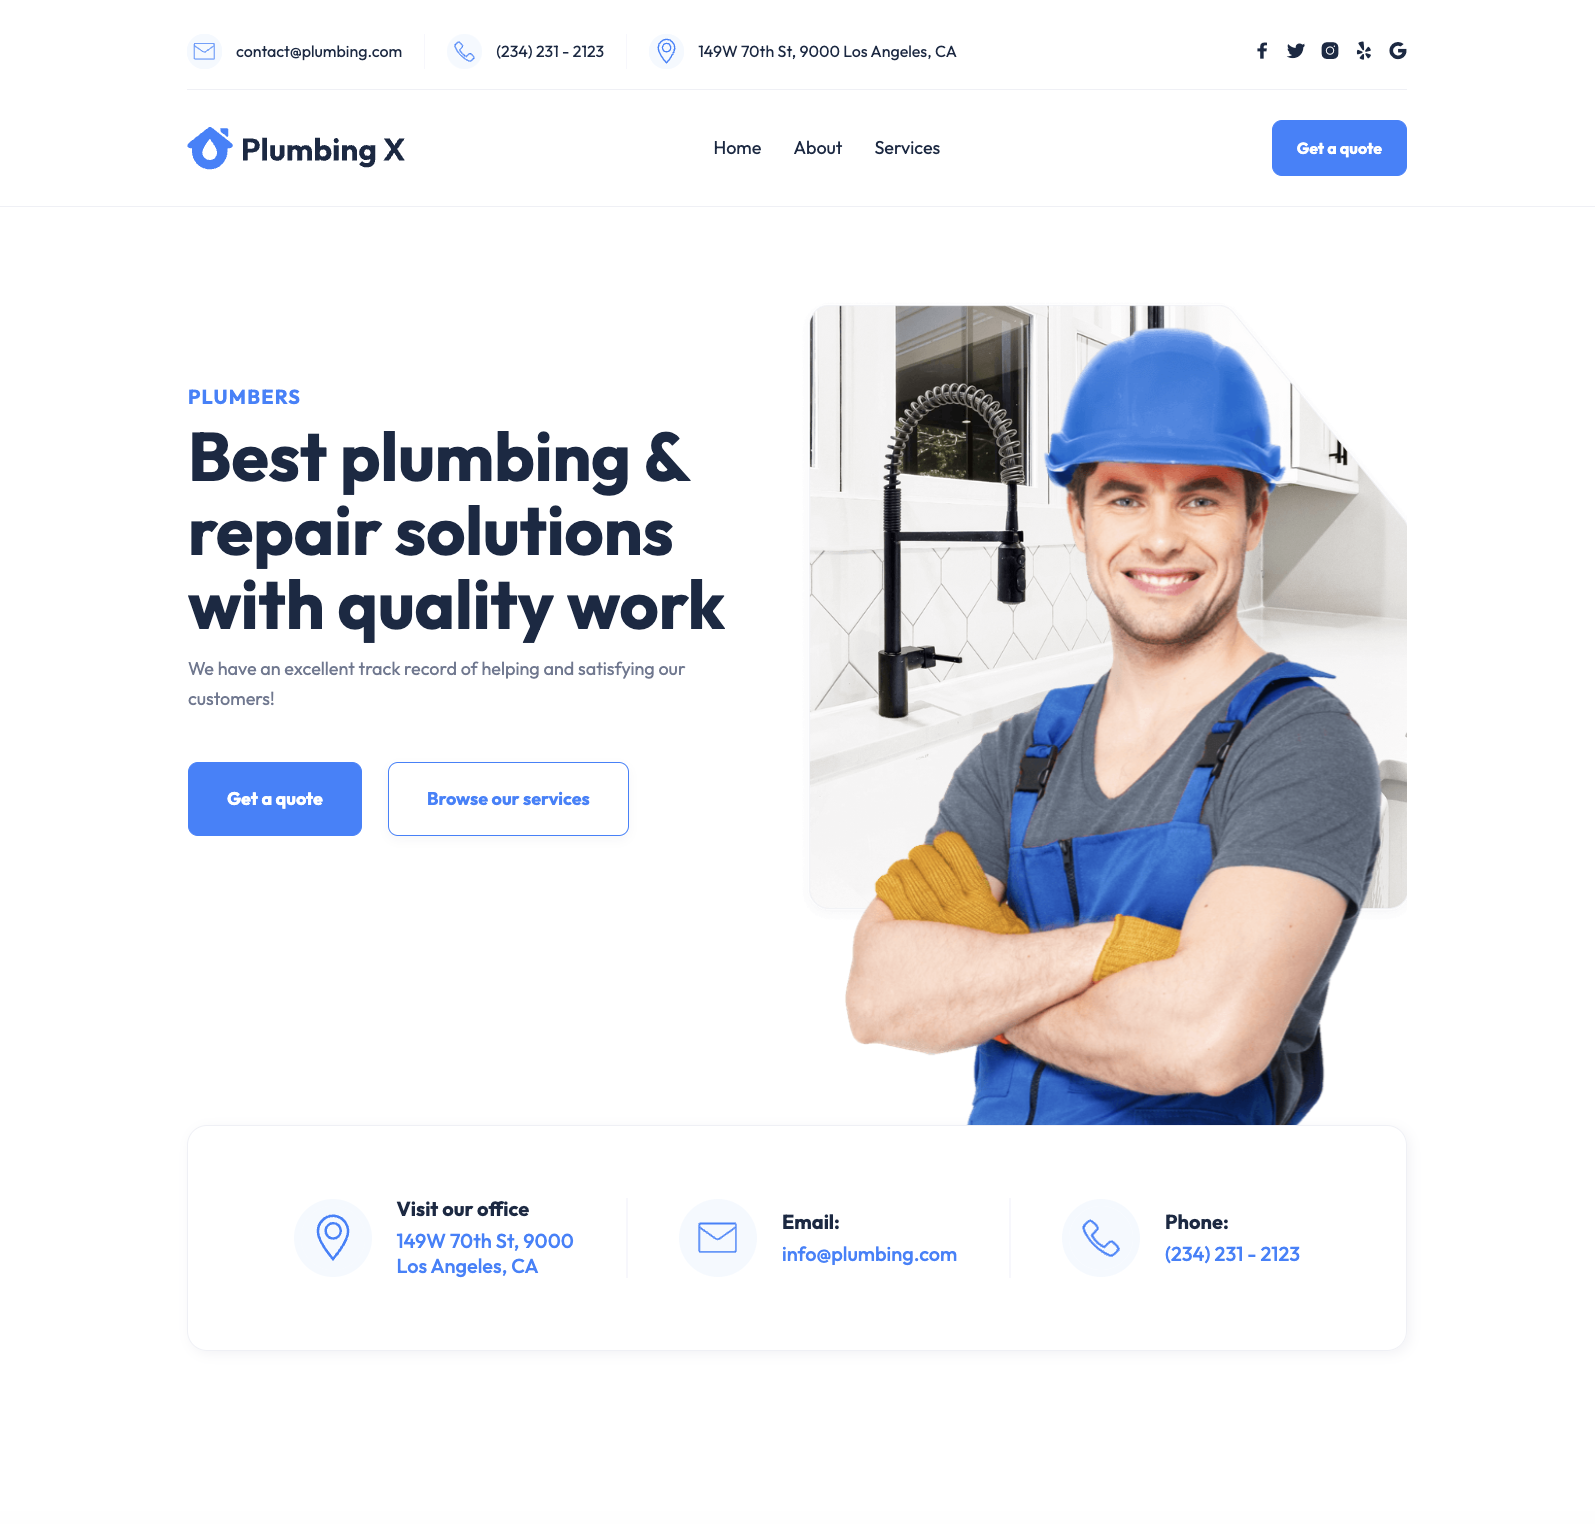 contact@plumbing.com
(234) 231 - 2123
149W 70th St, 9000 Los Angeles, CA
Plumbing X
Home
About
Services
Get a quote
PLUMBERS
Best plumbing &
repair solutions
with quality work
We have an excellent track record of helping and satisfying our
customers!
Get a quote
Browse our services
Visit our office
149W 70th St, 9000
Los Angeles, CA
Email:
info@plumbing.com
Phone:
(234) 231 - 2123